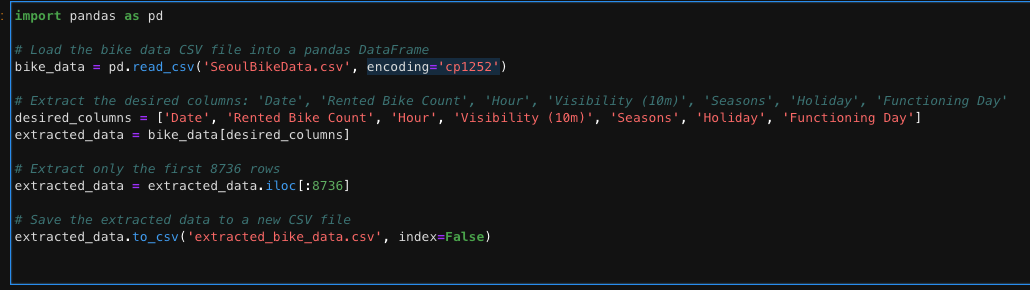 :
import pandas as pd
# Load the bike data CSV file into a pandas DataFrame
bike_data = pd.read_csv('SeoulBikeData.csv', encoding='cp1252')
# Extract the desired columns: 'Date', 'Rented Bike Count', 'Hour', 'Visibility (10m)', 'Seasons', 'Holiday', 'Functioning Day'
desired_columns = ['Date', 'Rented Bike Count', 'Hour', 'Visibility (10m)', 'Seasons', 'Holiday', 'Functioning Day']
extracted_data = bike_data[desired_columns]
# Extract only the first 8736 rows
extracted_data = extracted_data.iloc[:8736]
# Save the extracted data to a new CSV file
extracted_data.to_csv('extracted_bike_data.csv', index=False)